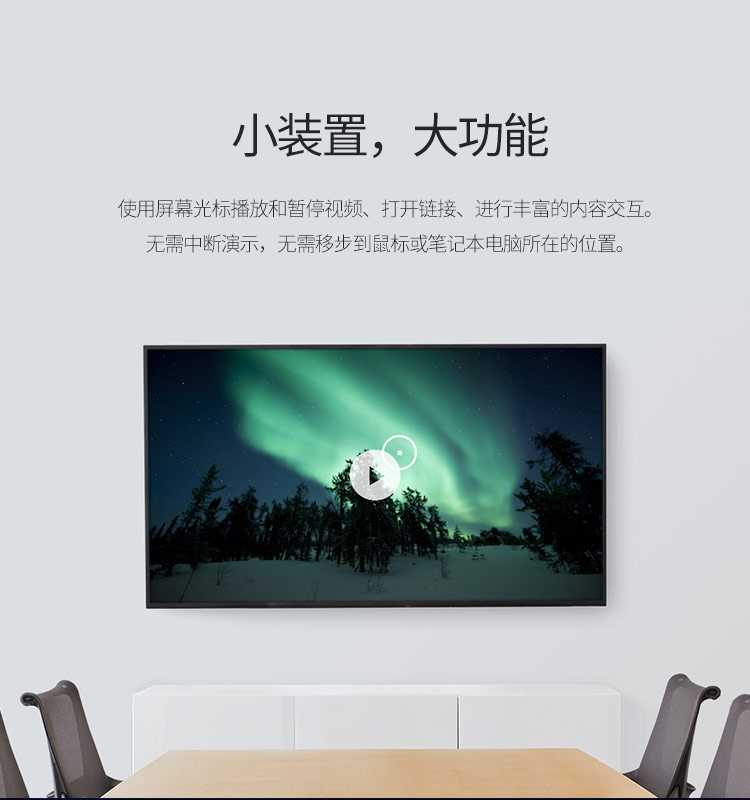 小装置，大功能
使用屏幕光标播放和暂停视频、打开链接、进行丰富的内容交互。
无需中断演示，无需移步到鼠标或笔记本电脑所在的位置。